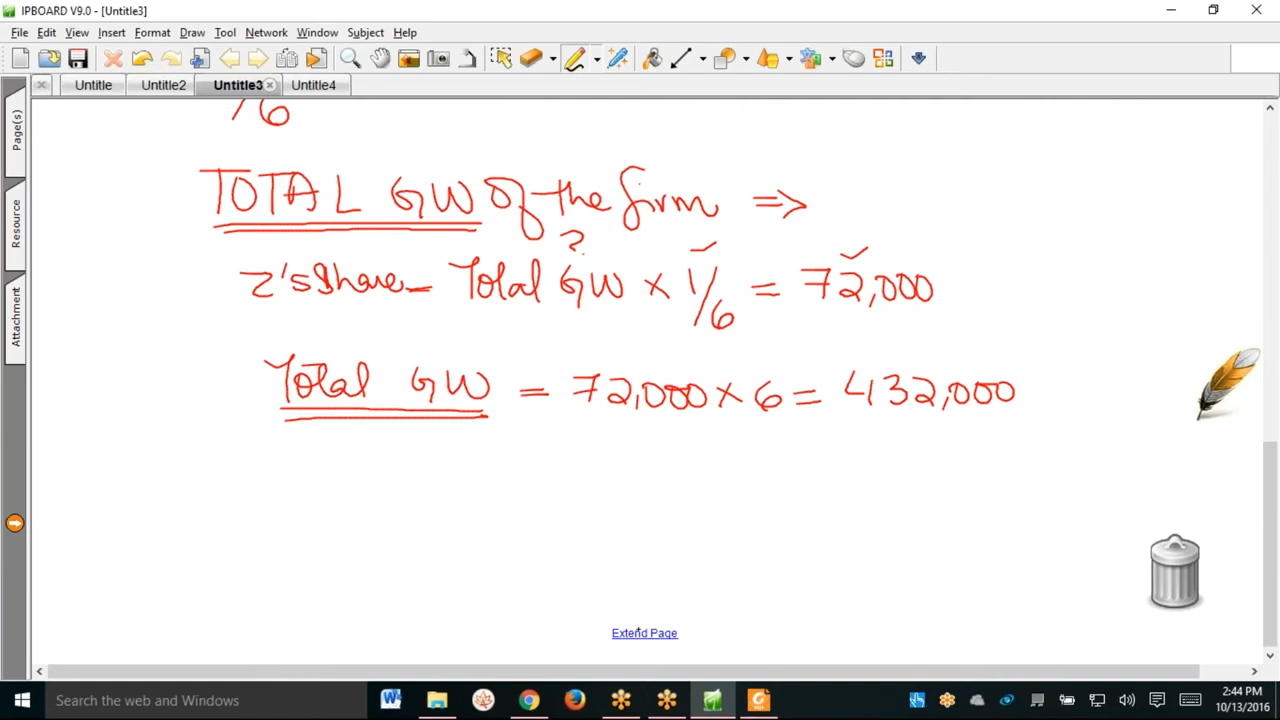 IPBOARD V9.0 - [Untitle3]
File Edit View Insert Format Draw Tool Network Window Subject Help
Untitle Untitle2 Untitle3 Untitle4
Page(s)
Resource
Attachment
1/6
TOTAL GW of the firm =>
?
Z's Share - Total GW × 1/6 = 72,000
Total GW = 72,000 × 6 = 432,000
Extend Page
Search the web and Windows
2:44 PM
10/13/2016